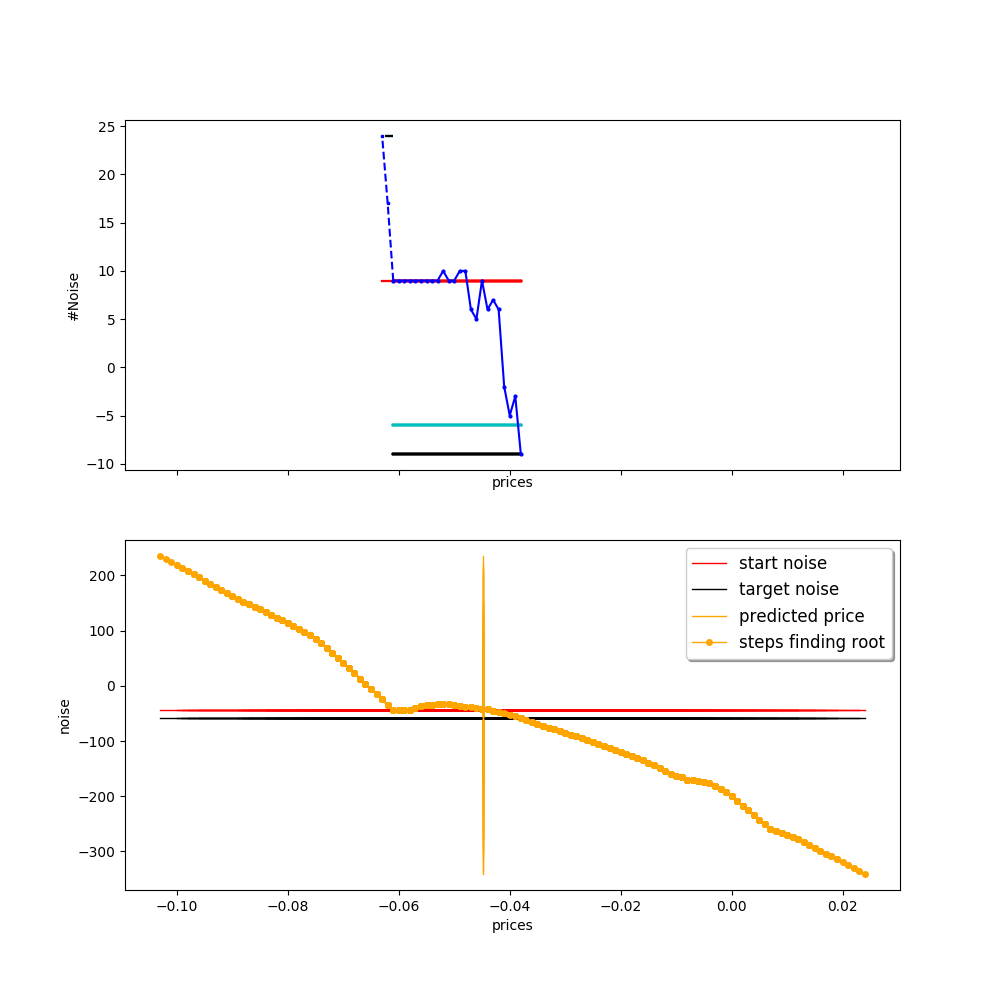 25
20
15
10
5
0
−5
−10
#Noise
prices
start noise
target noise
predicted price
steps finding root
200
100
0
−100
−200
−300
noise
−0.10 −0.08 −0.06 −0.04 −0.02 0.00 0.02
prices